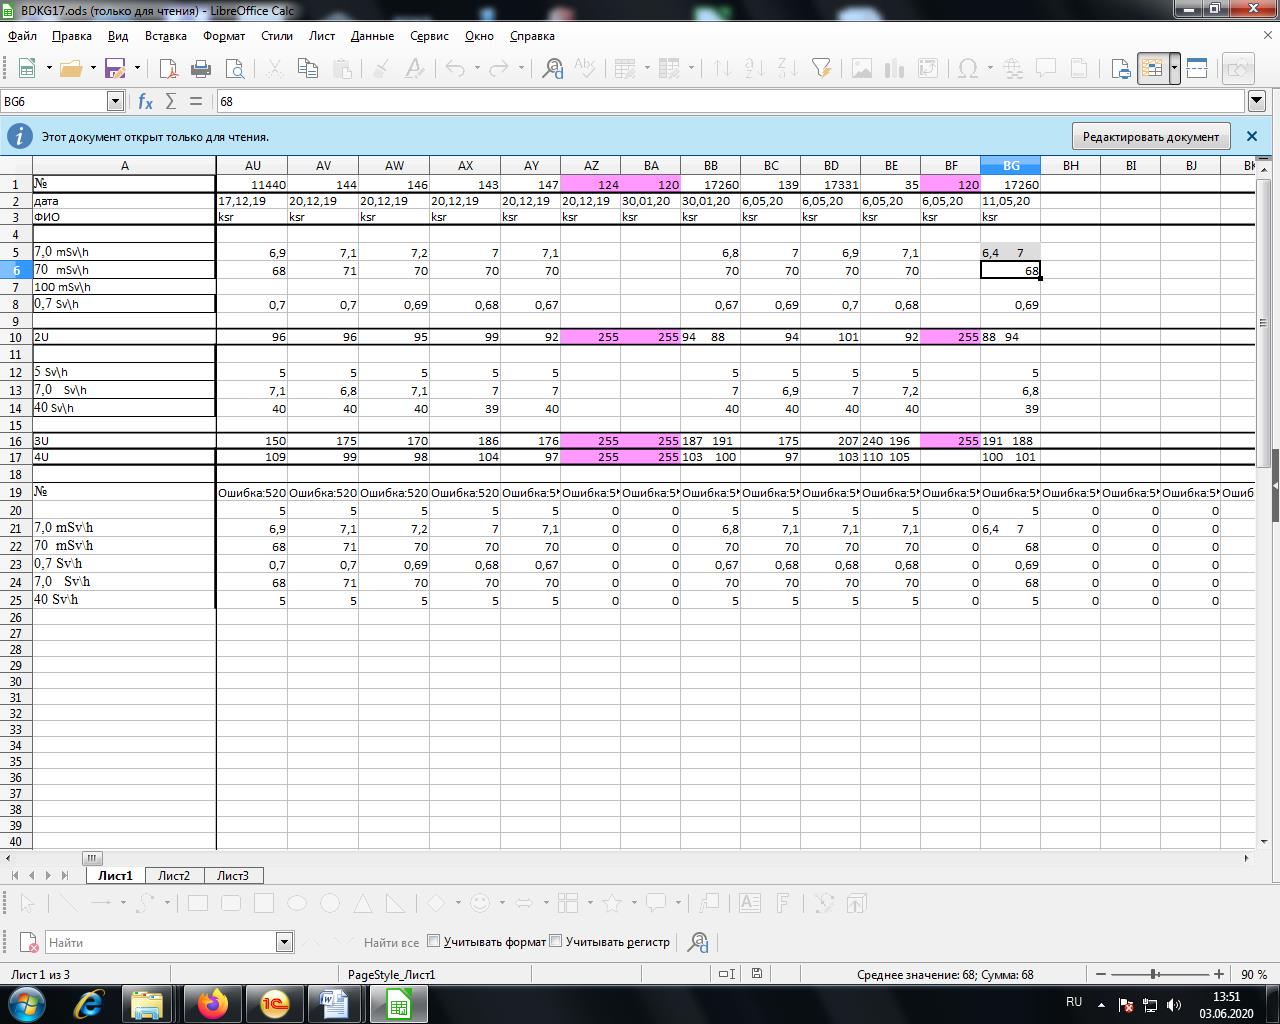 BDKG17.ods (только для чтения) - LibreOffice Calc
Файл Правка Вид Вставка Формат Стили Лист Данные Сервис Окно Справка
BG6 68
Этот документ открыт только для чтения. Редактировать документ
A AU AV AW AX AY AZ BA BB BC BD BE BF BG BH BI BJ BK
1 № 11440 144 146 143 147 124 120 17260 139 17331 35 120 17260
2 дата 17,12,19 20,12,19 20,12,19 20,12,19 20,12,19 20,12,19 30,01,20 30,01,20 6,05,20 6,05,20 6,05,20 6,05,20 11,05,20
3 ФИО ksr ksr ksr ksr ksr ksr ksr ksr ksr ksr ksr ksr ksr
4
5 7,0 mSv\h 6,9 7,1 7,2 7 7,1 6,8 7 6,9 7,1 6,4 7
6 70 mSv\h 68 71 70 70 70 70 70 70 70 68
7 100 mSv\h
8 0,7 Sv\h 0,7 0,7 0,69 0,68 0,67 0,67 0,69 0,7 0,68 0,69
9
10 2U 96 96 95 99 92 255 255 94 88 94 101 92 255 88 94
11
12 5 Sv\h 5 5 5 5 5 5 5 5 5 5
13 7,0 Sv\h 7,1 6,8 7,1 7 7 7 6,9 7 7,2 6,8
14 40 Sv\h 40 40 40 39 40 40 40 40 40 39
15
16 3U 150 175 170 186 176 255 255 187 191 175 207 240 196 255 191 188
17 4U 109 99 98 104 97 255 255 103 100 97 103 110 105 255 100 101
18
19 № Ошибка:520 Ошибка:520 Ошибка:520 Ошибка:520 Ошибка:5 Ошибка:5 Ошибка:5 Ошибка:5 Ошибка:5 Ошибка:5 Ошибка:5 Ошибка:5 Ошибка:5 Ошибка:5 Ошибка:5 Ошибка:5 Ошиб
20 5 5 5 5 5 0 0 5 5 5 5 0 5 0 0 0
21 7,0 mSv\h 6,9 7,1 7,2 7 7,1 0 0 6,8 7,1 7,1 7,1 0 6,4 7 0 0 0
22 70 mSv\h 68 71 70 70 70 0 0 70 70 70 70 0 68 0 0 0
23 0,7 Sv\h 0,7 0,7 0,69 0,68 0,67 0 0 0,67 0,68 0,68 0,68 0 0,69 0 0 0
24 7,0 Sv\h 68 71 70 70 70 0 0 70 70 70 70 0 68 0 0 0
25 40 Sv\h 5 5 5 5 5 0 0 5 5 5 5 0 5 0 0 0
26
27
28
29
30
31
32
33
34
35
36
37
38
39
40
Лист1 Лист2 Лист3
Найти Найти все Учитывать формат Учитывать регистр
Лист 1 из 3 PageStyle_Лист1 Среднее значение: 68; Сумма: 68 90 %
RU 13:51
03.06.2020